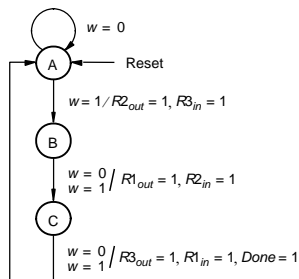 w = 0
A
Reset
w = 1/R2out = 1, R3in = 1
B
w = 0
w = 1 / R1out = 1, R2in = 1
C
w = 0
w = 1 / R3out = 1, R1in = 1, Done = 1